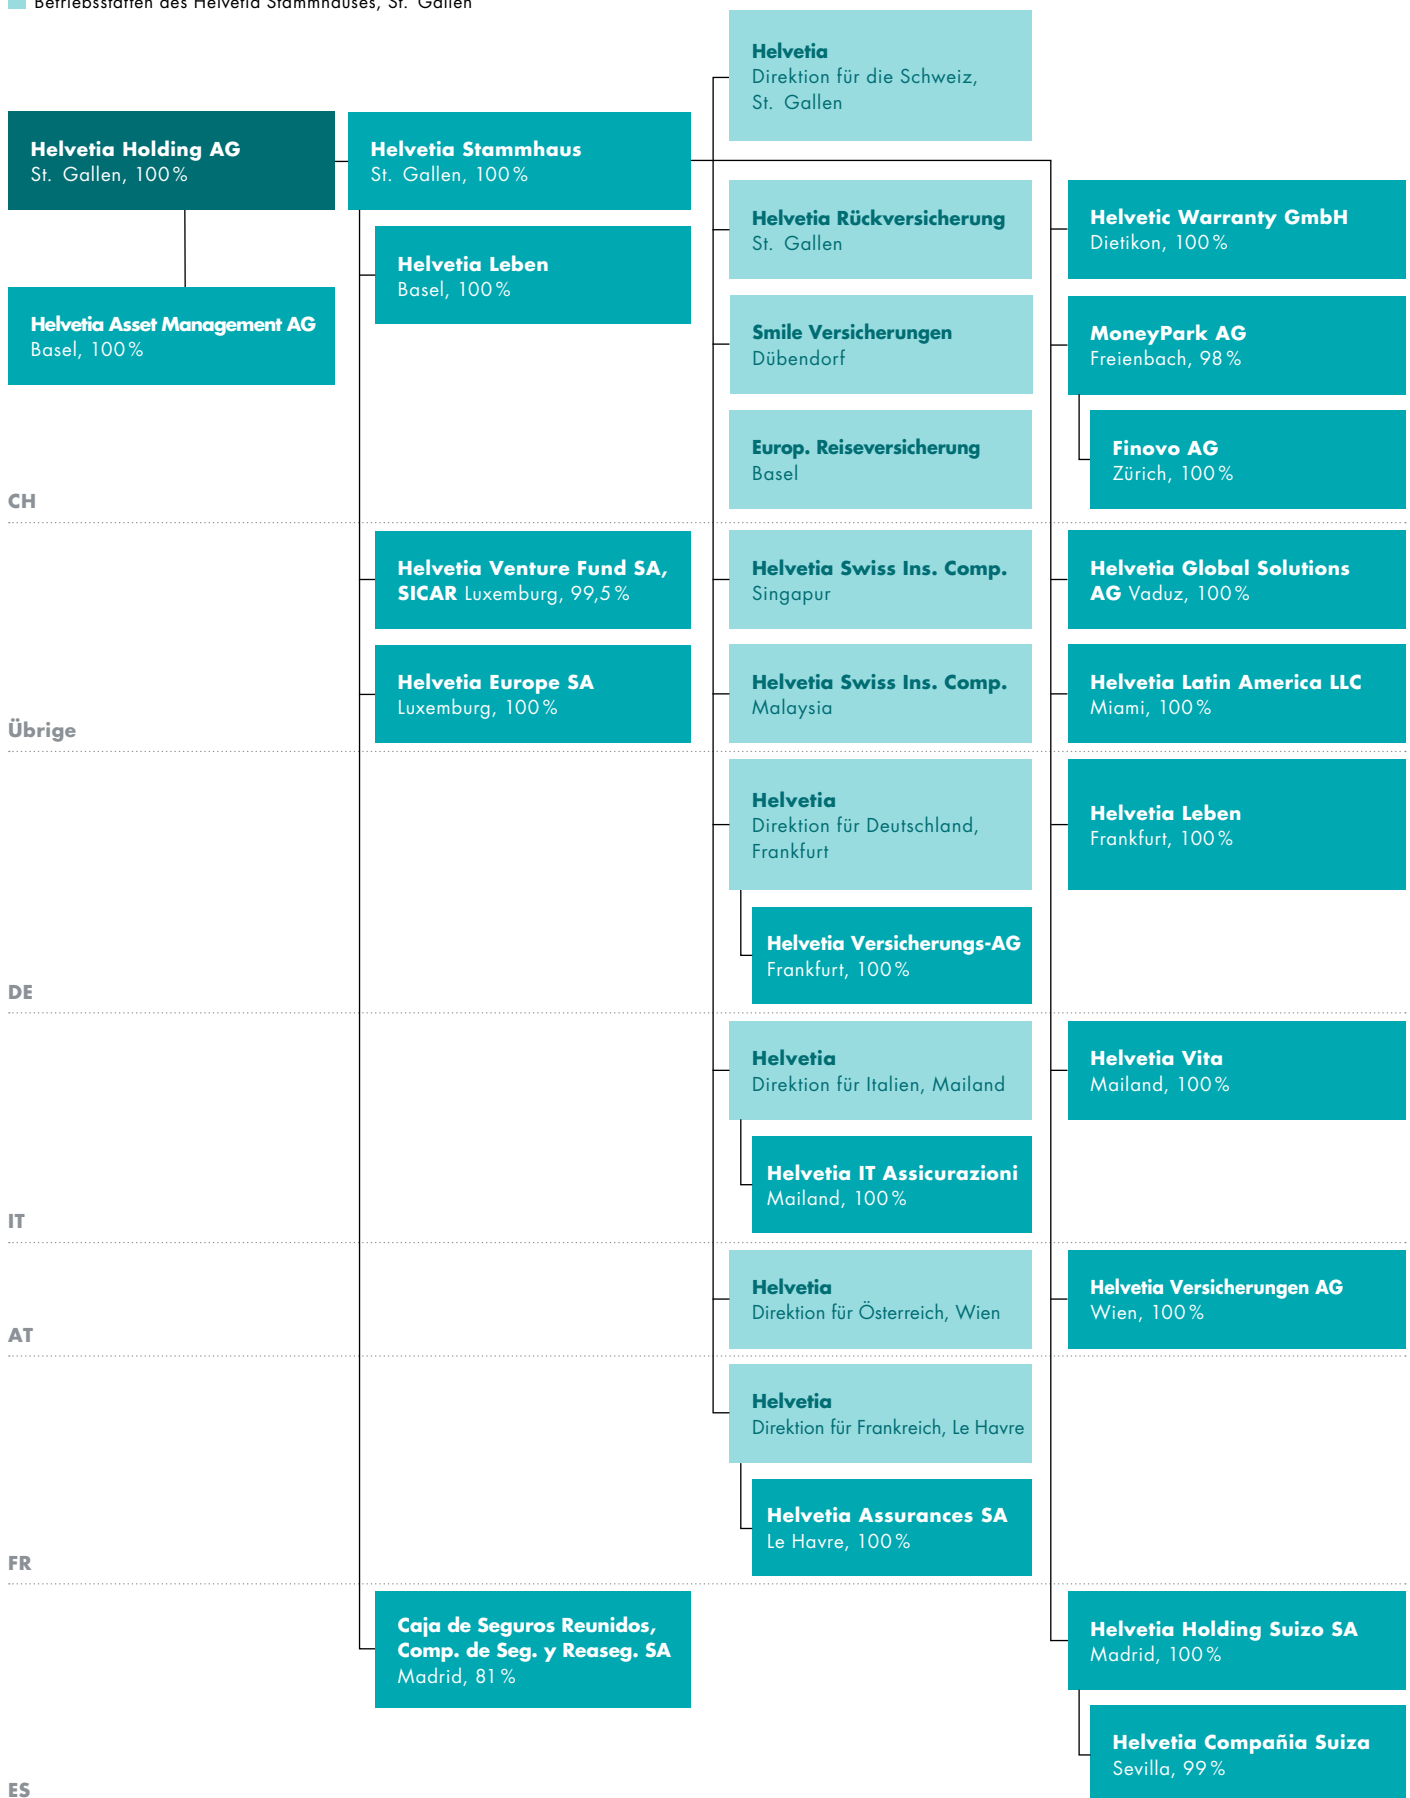 Betriebsstätten des Helvetia Stammhauses, St. Gallen
Helvetia
Direktion für die Schweiz,
St. Gallen
Helvetia Holding AG
St. Gallen, 100%
Helvetia Stammhaus
St. Gallen, 100%
Helvetia Rückversicherung
St. Gallen
Helvetic Warranty GmbH
Dietikon, 100%
Helvetia Leben
Basel, 100%
Helvetia Asset Management AG
Basel, 100%
Smile Versicherungen
Dübendorf
MoneyPark AG
Freienbach, 98%
Europ. Reiseversicherung
Basel
Finovo AG
Zürich, 100%
CH
Helvetia Venture Fund SA,
SICAR Luxemburg, 99,5%
Helvetia Swiss Ins. Comp.
Singapur
Helvetia Global Solutions
AG Vaduz, 100%
Helvetia Europe SA
Luxemburg, 100%
Helvetia Swiss Ins. Comp.
Malaysia
Helvetia Latin America LLC
Miami, 100%
Übrige
Helvetia
Direktion für Deutschland,
Frankfurt
Helvetia Leben
Frankfurt, 100%
Helvetia Versicherungs-AG
Frankfurt, 100%
DE
Helvetia
Direktion für Italien, Mailand
Helvetia Vita
Mailand, 100%
Helvetia IT Assicurazioni
Mailand, 100%
IT
Helvetia
Direktion für Österreich, Wien
Helvetia Versicherungen AG
Wien, 100%
AT
Helvetia
Direktion für Frankreich, Le Havre
Helvetia Assurances SA
Le Havre, 100%
FR
Caja de Seguros Reunidos,
Comp. de Seg. y Reaseg. SA
Madrid, 81%
Helvetia Holding Suizo SA
Madrid, 100%
Helvetia Compañia Suiza
Sevilla, 99%
ES